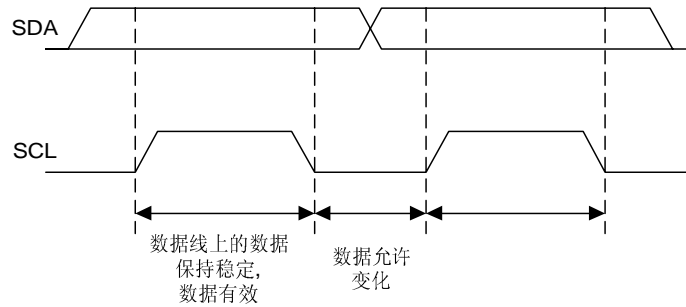 SDA
SCL
数据线上的数据
保持稳定,
数据有效
数据允许
变化